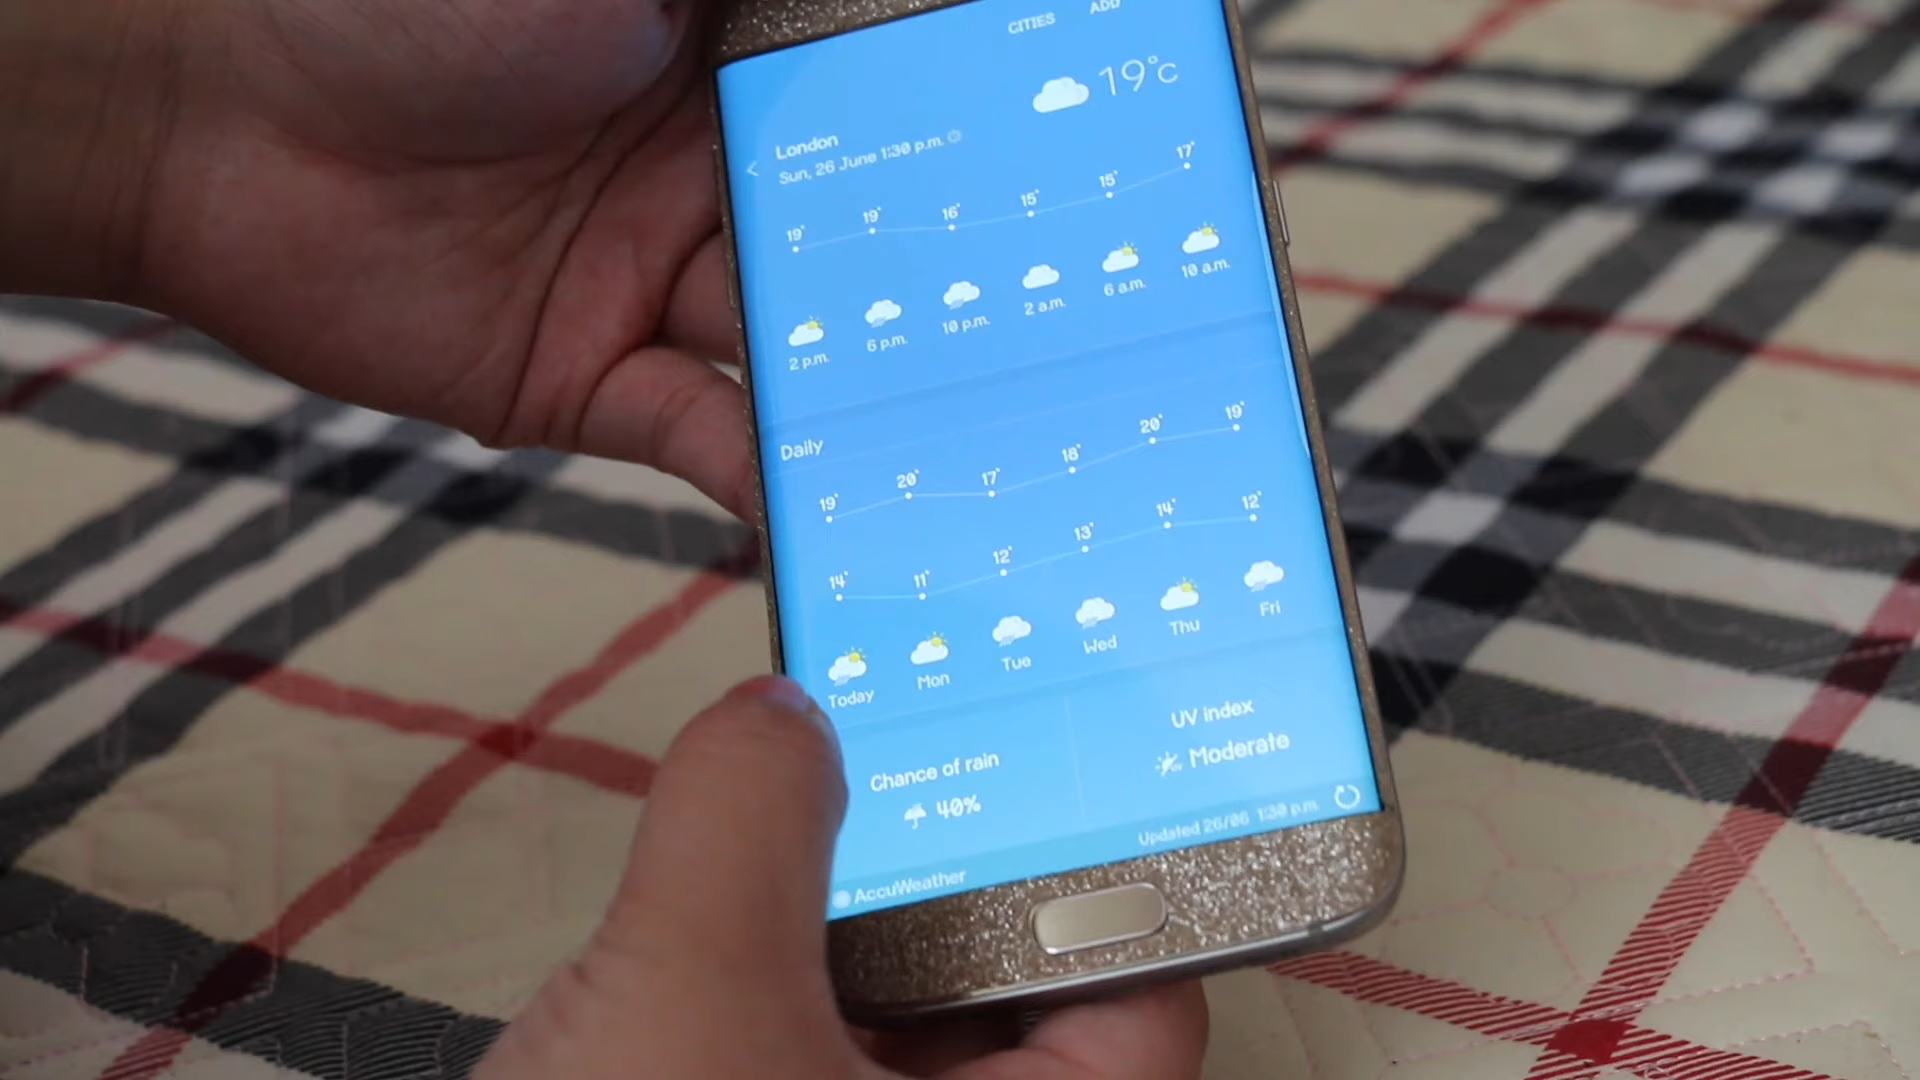 CITIES ADD
19°C
London
Sun, 26 June 1:30 p.m.
19° 19° 16° 15° 15° 17°
2 p.m. 6 p.m. 10 p.m. 2 a.m. 6 a.m. 10 a.m.
Daily
19° 20° 17° 18° 20° 19°
14° 11° 12° 13° 14° 12°
Today Mon Tue Wed Thu Fri
Chance of rain
40%
UV index
Moderate
Updated 26/06 1:30 p.m.
AccuWeather